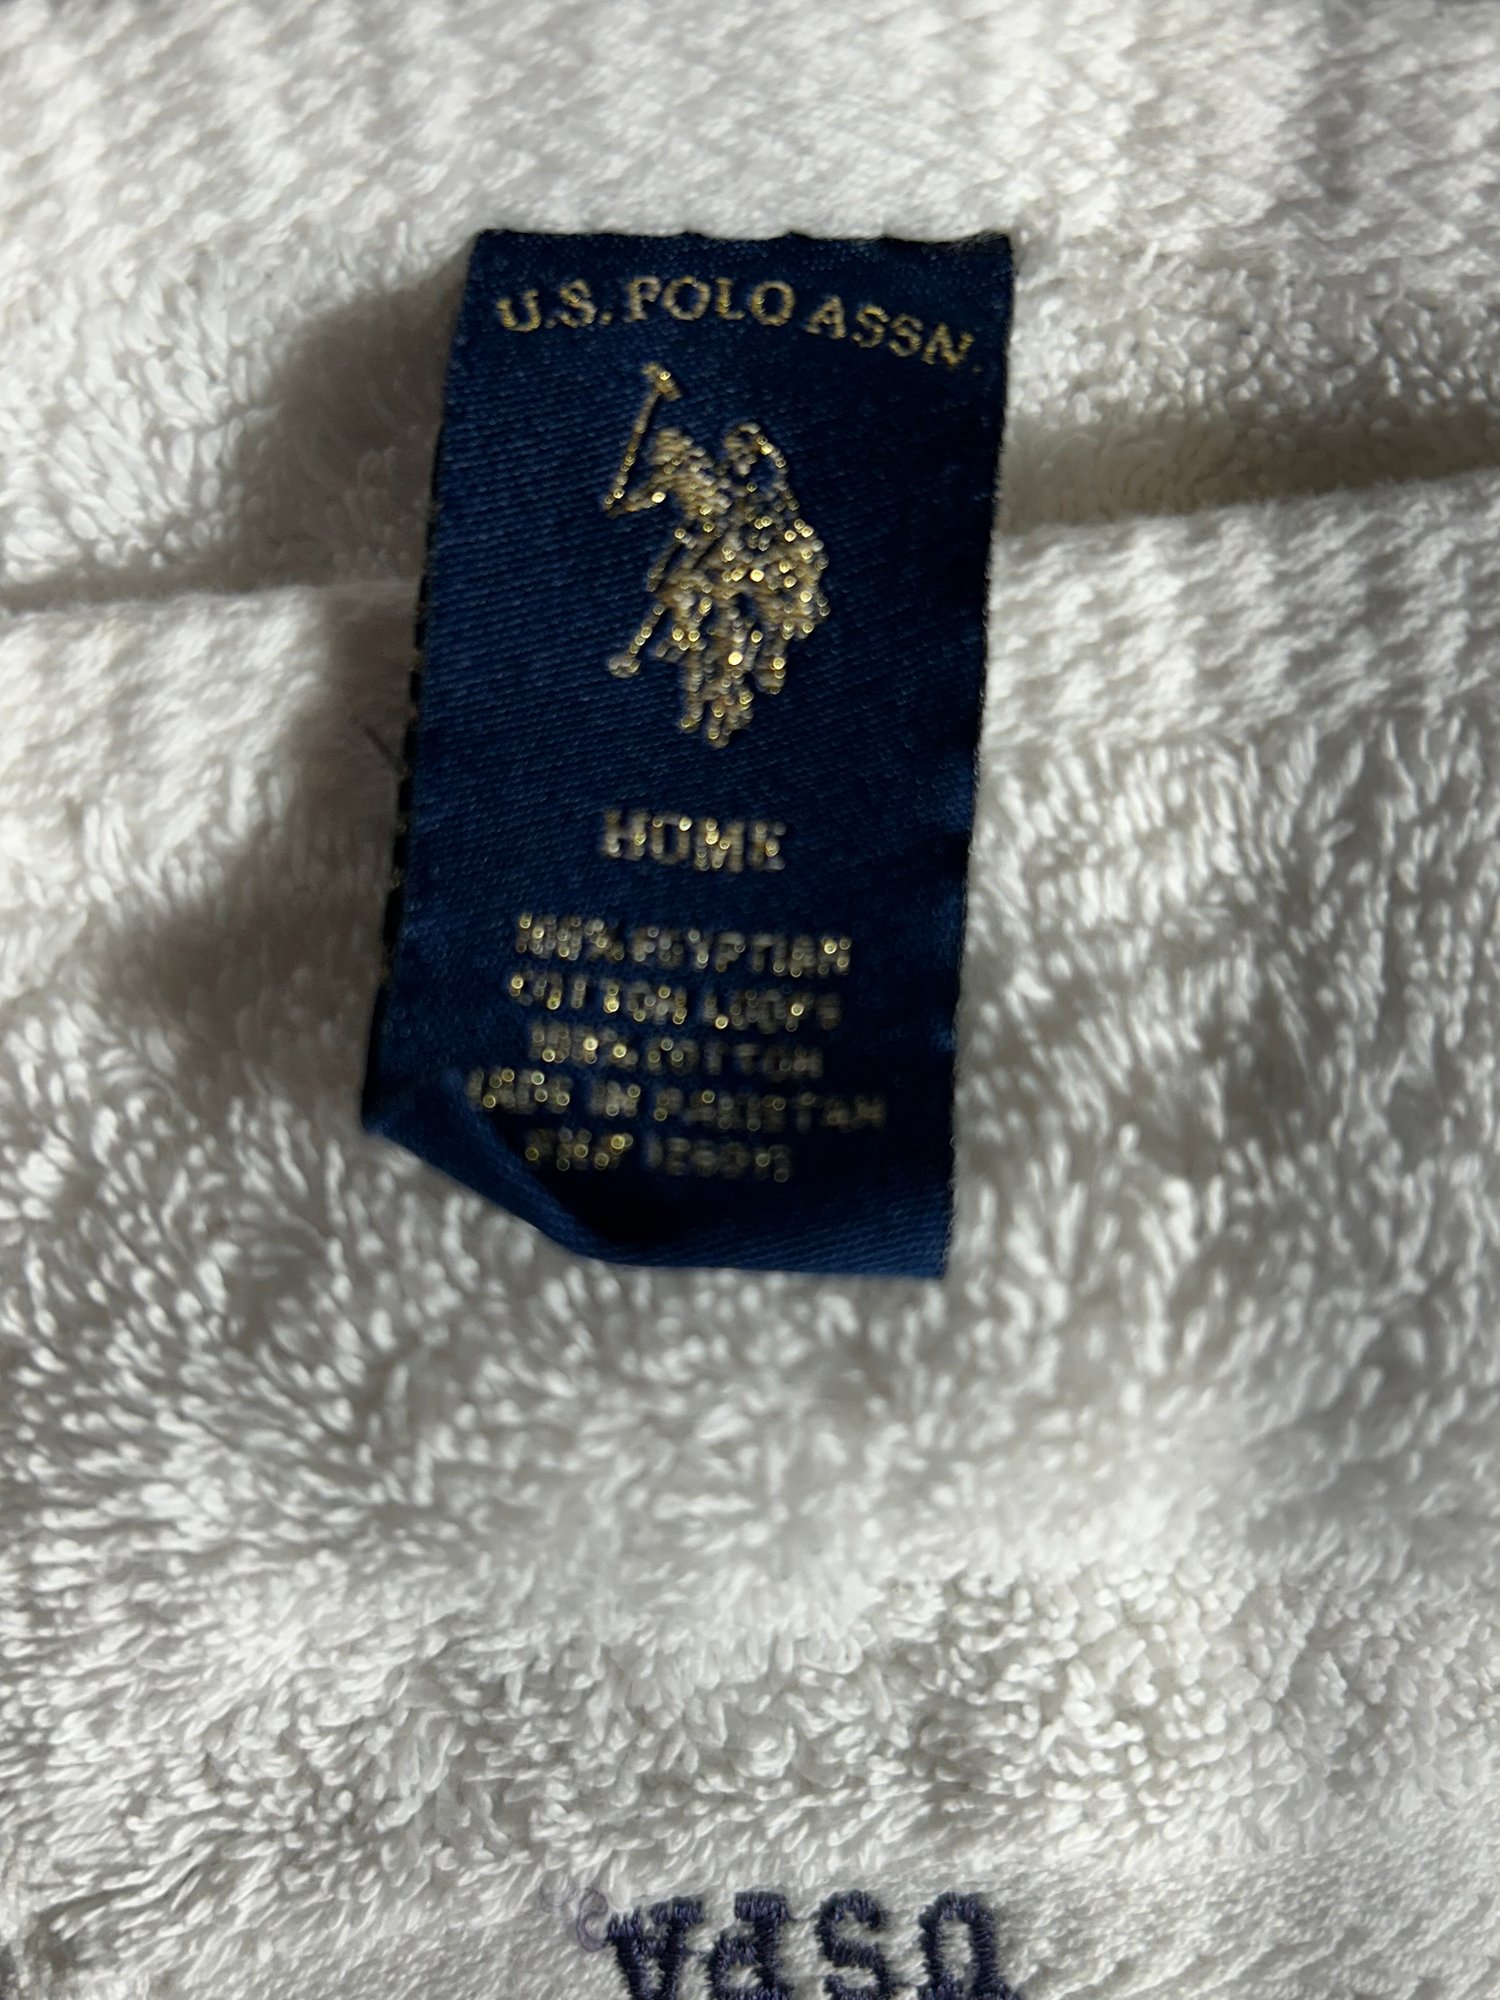 U.S. POLO ASSN.
HOME
100% EGYPTIAN
COTTON LOOPS
100% COTTON
MADE IN PAKISTAN
USPA